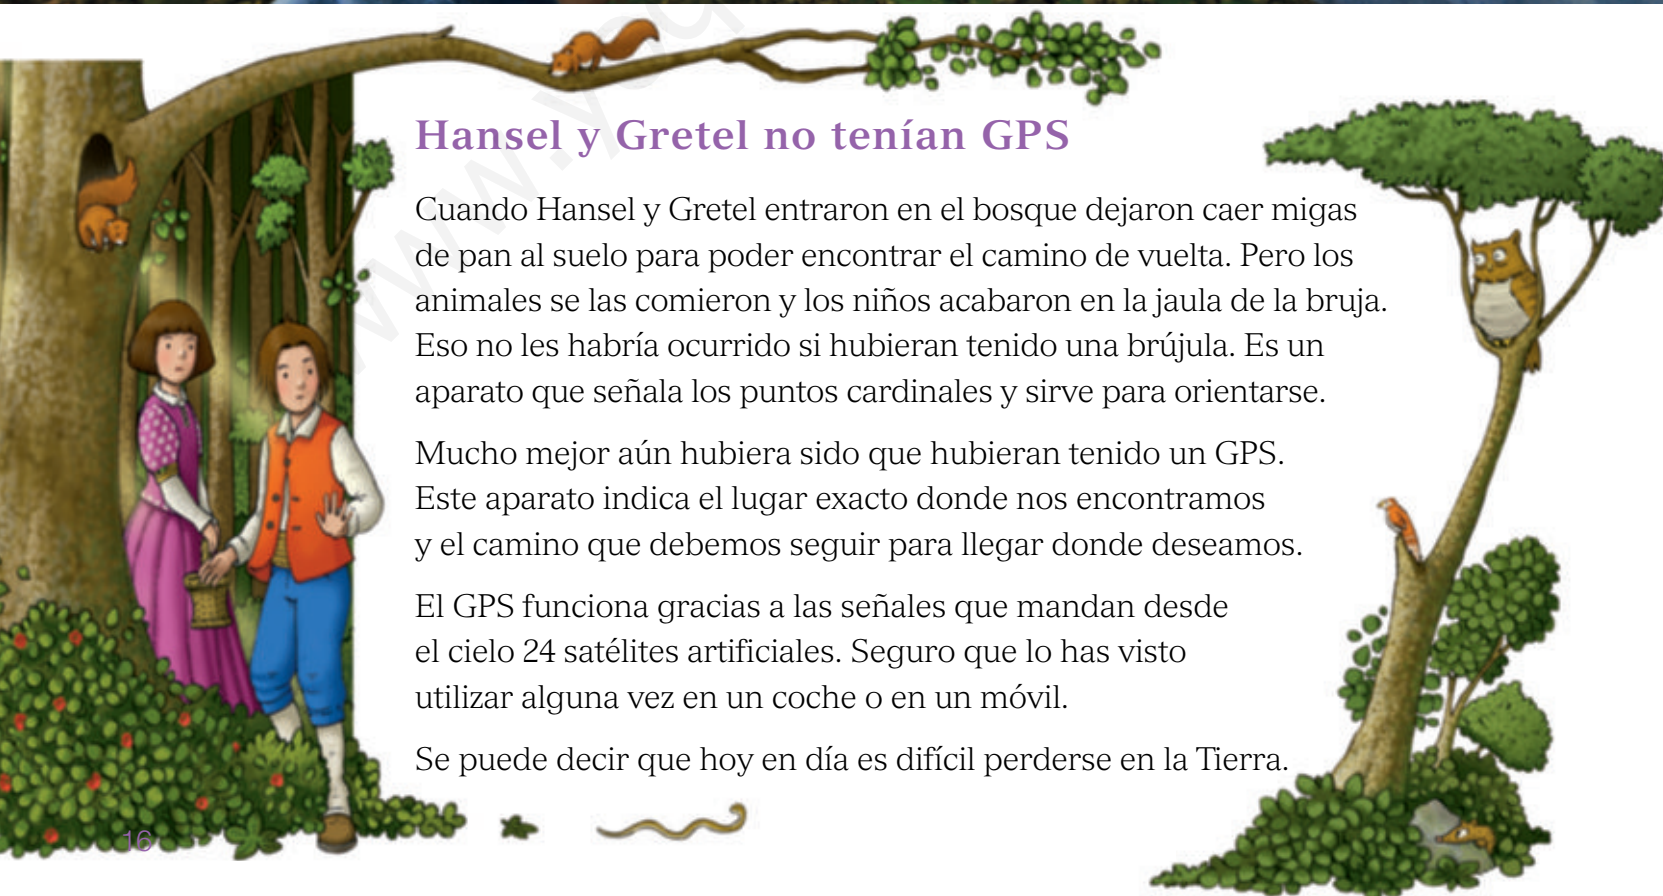 www.y
Hansel y Gretel no tenían GPS
Cuando Hansel y Gretel entraron en el bosque dejaron caer migas
de pan al suelo para poder encontrar el camino de vuelta. Pero los
animales se las comieron y los niños acabaron en la jaula de la bruja.
Eso no les habría ocurrido si hubieran tenido una brújula. Es un
aparato que señala los puntos cardinales y sirve para orientarse.
Mucho mejor aún hubiera sido que hubieran tenido un GPS.
Este aparato indica el lugar exacto donde nos encontramos
y el camino que debemos seguir para llegar donde deseamos.
El GPS funciona gracias a las señales que mandan desde
el cielo 24 satélites artificiales. Seguro que lo has visto
utilizar alguna vez en un coche o en un móvil.
Se puede decir que hoy en día es difícil perderse en la Tierra.
16